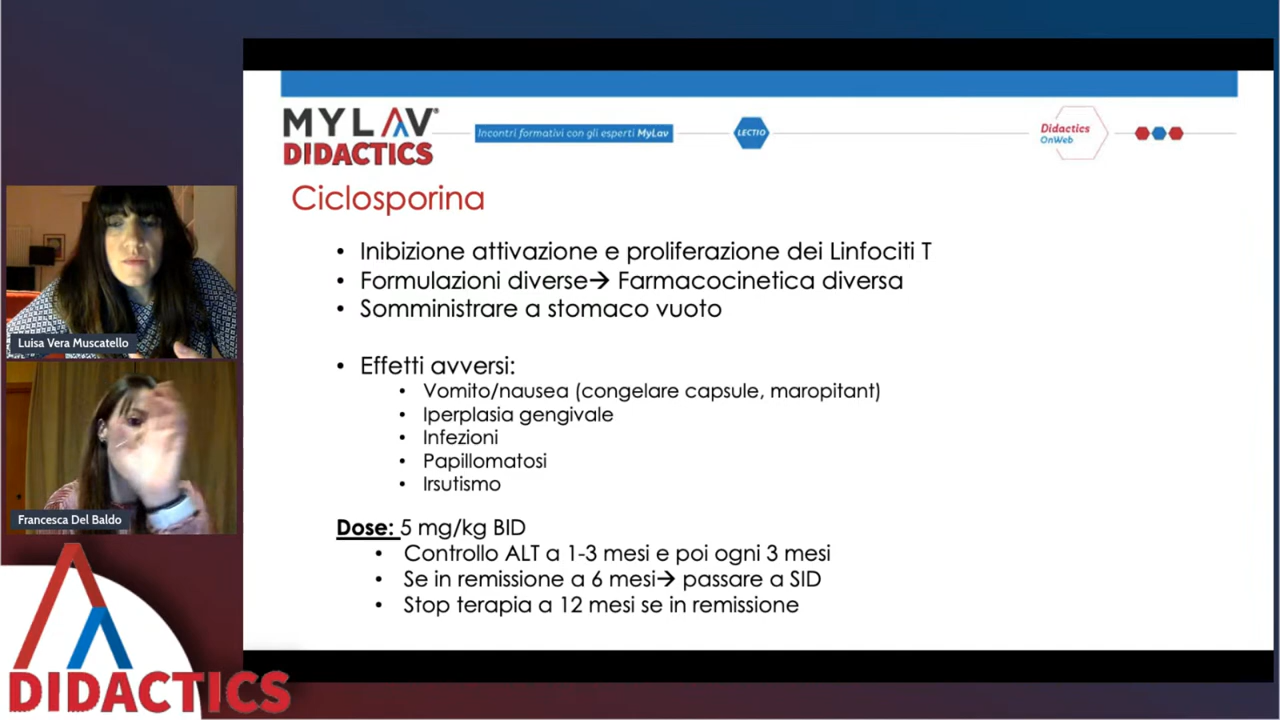 MYLAV®
DIDACTICS
Incontri formativi con gli esperti MyLav
LECTIO
Didactics
OnWeb
Ciclosporina
• Inibizione attivazione e proliferazione dei Linfociti T
• Formulazioni diverse→ Farmacocinetica diversa
• Somministrare a stomaco vuoto
• Effetti avversi:
• Vomito/nausea (congelare capsule, maropitant)
• Iperplasia gengivale
• Infezioni
• Papillomatosi
• Irsutismo
Dose: 5 mg/kg BID
• Controllo ALT a 1-3 mesi e poi ogni 3 mesi
• Se in remissione a 6 mesi→ passare a SID
• Stop terapia a 12 mesi se in remissione
Luisa Vera Muscatello
Francesca Del Baldo
DIDACTICS